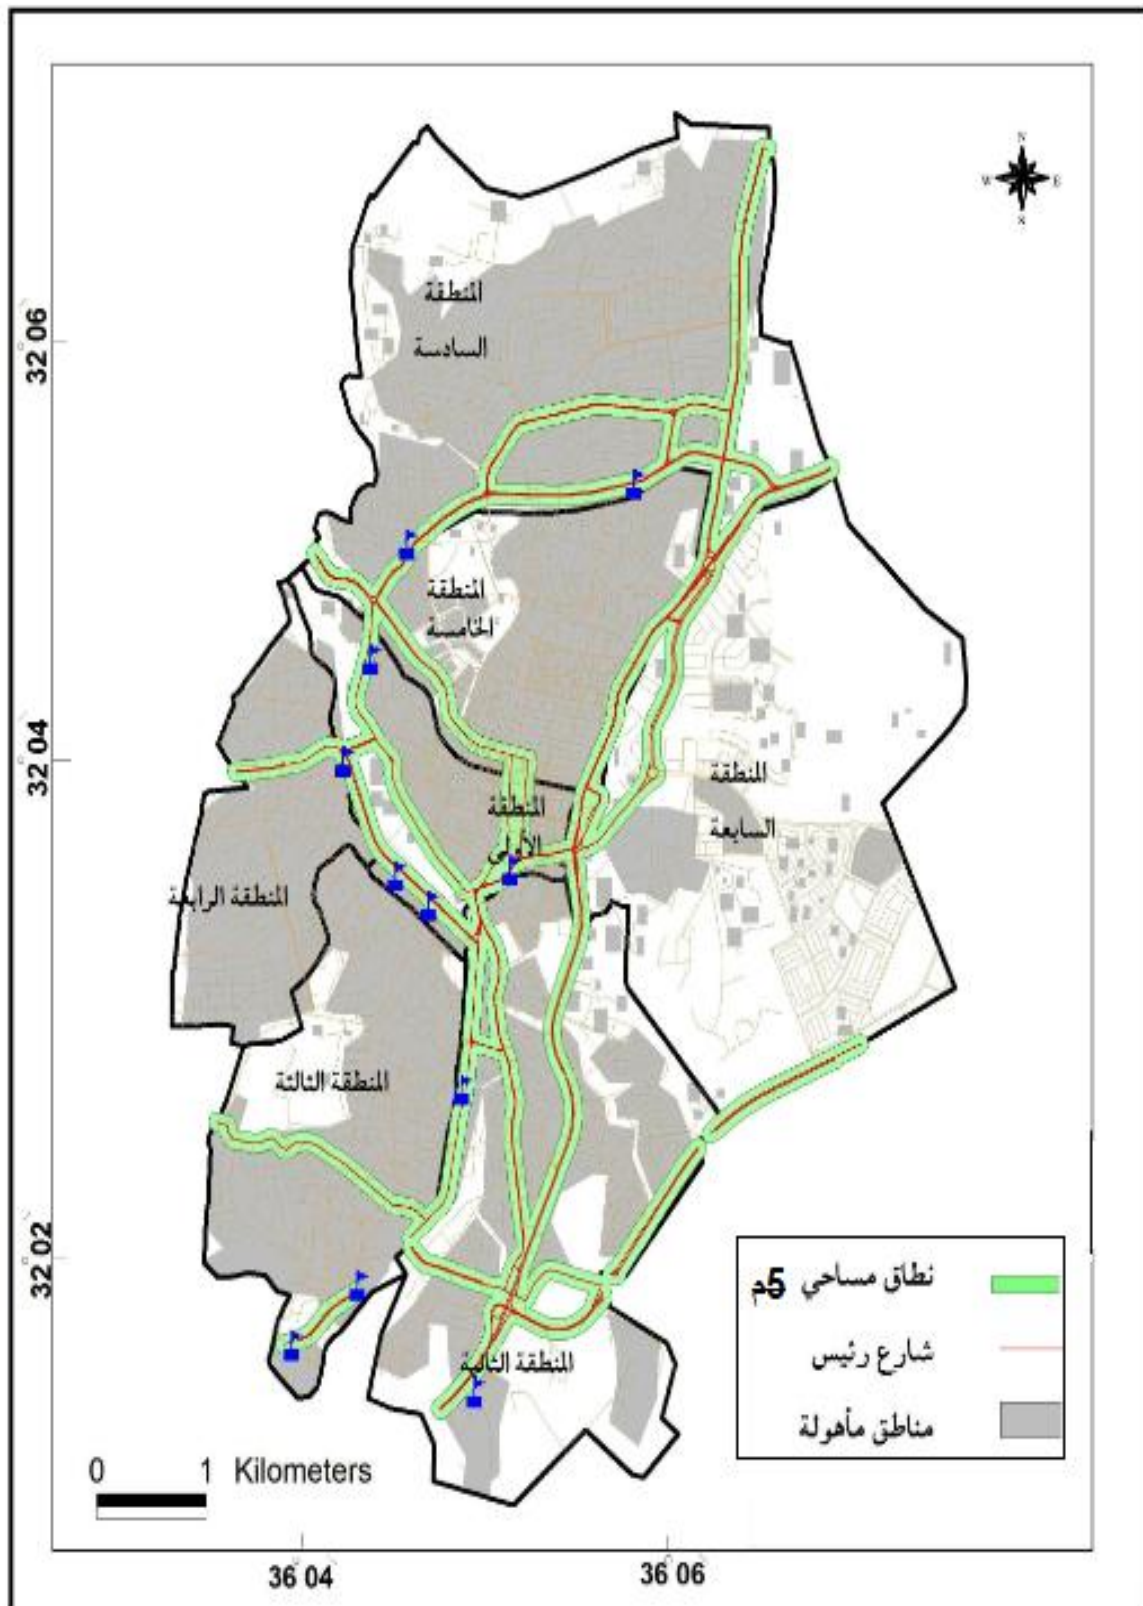 N
W E
S
المنطقة
السادسة
32 06
المنطقة
الخامسة
32 04
المنطقة
السابعة
المنطقة
الأولى
المنطقة الرابعة
المنطقة الثالثة
32 02
نطاق مساحي 5م
شارع رئيس
مناطق مأهولة
المنطقة الثانية
0 1 Kilometers
36 04 36 06